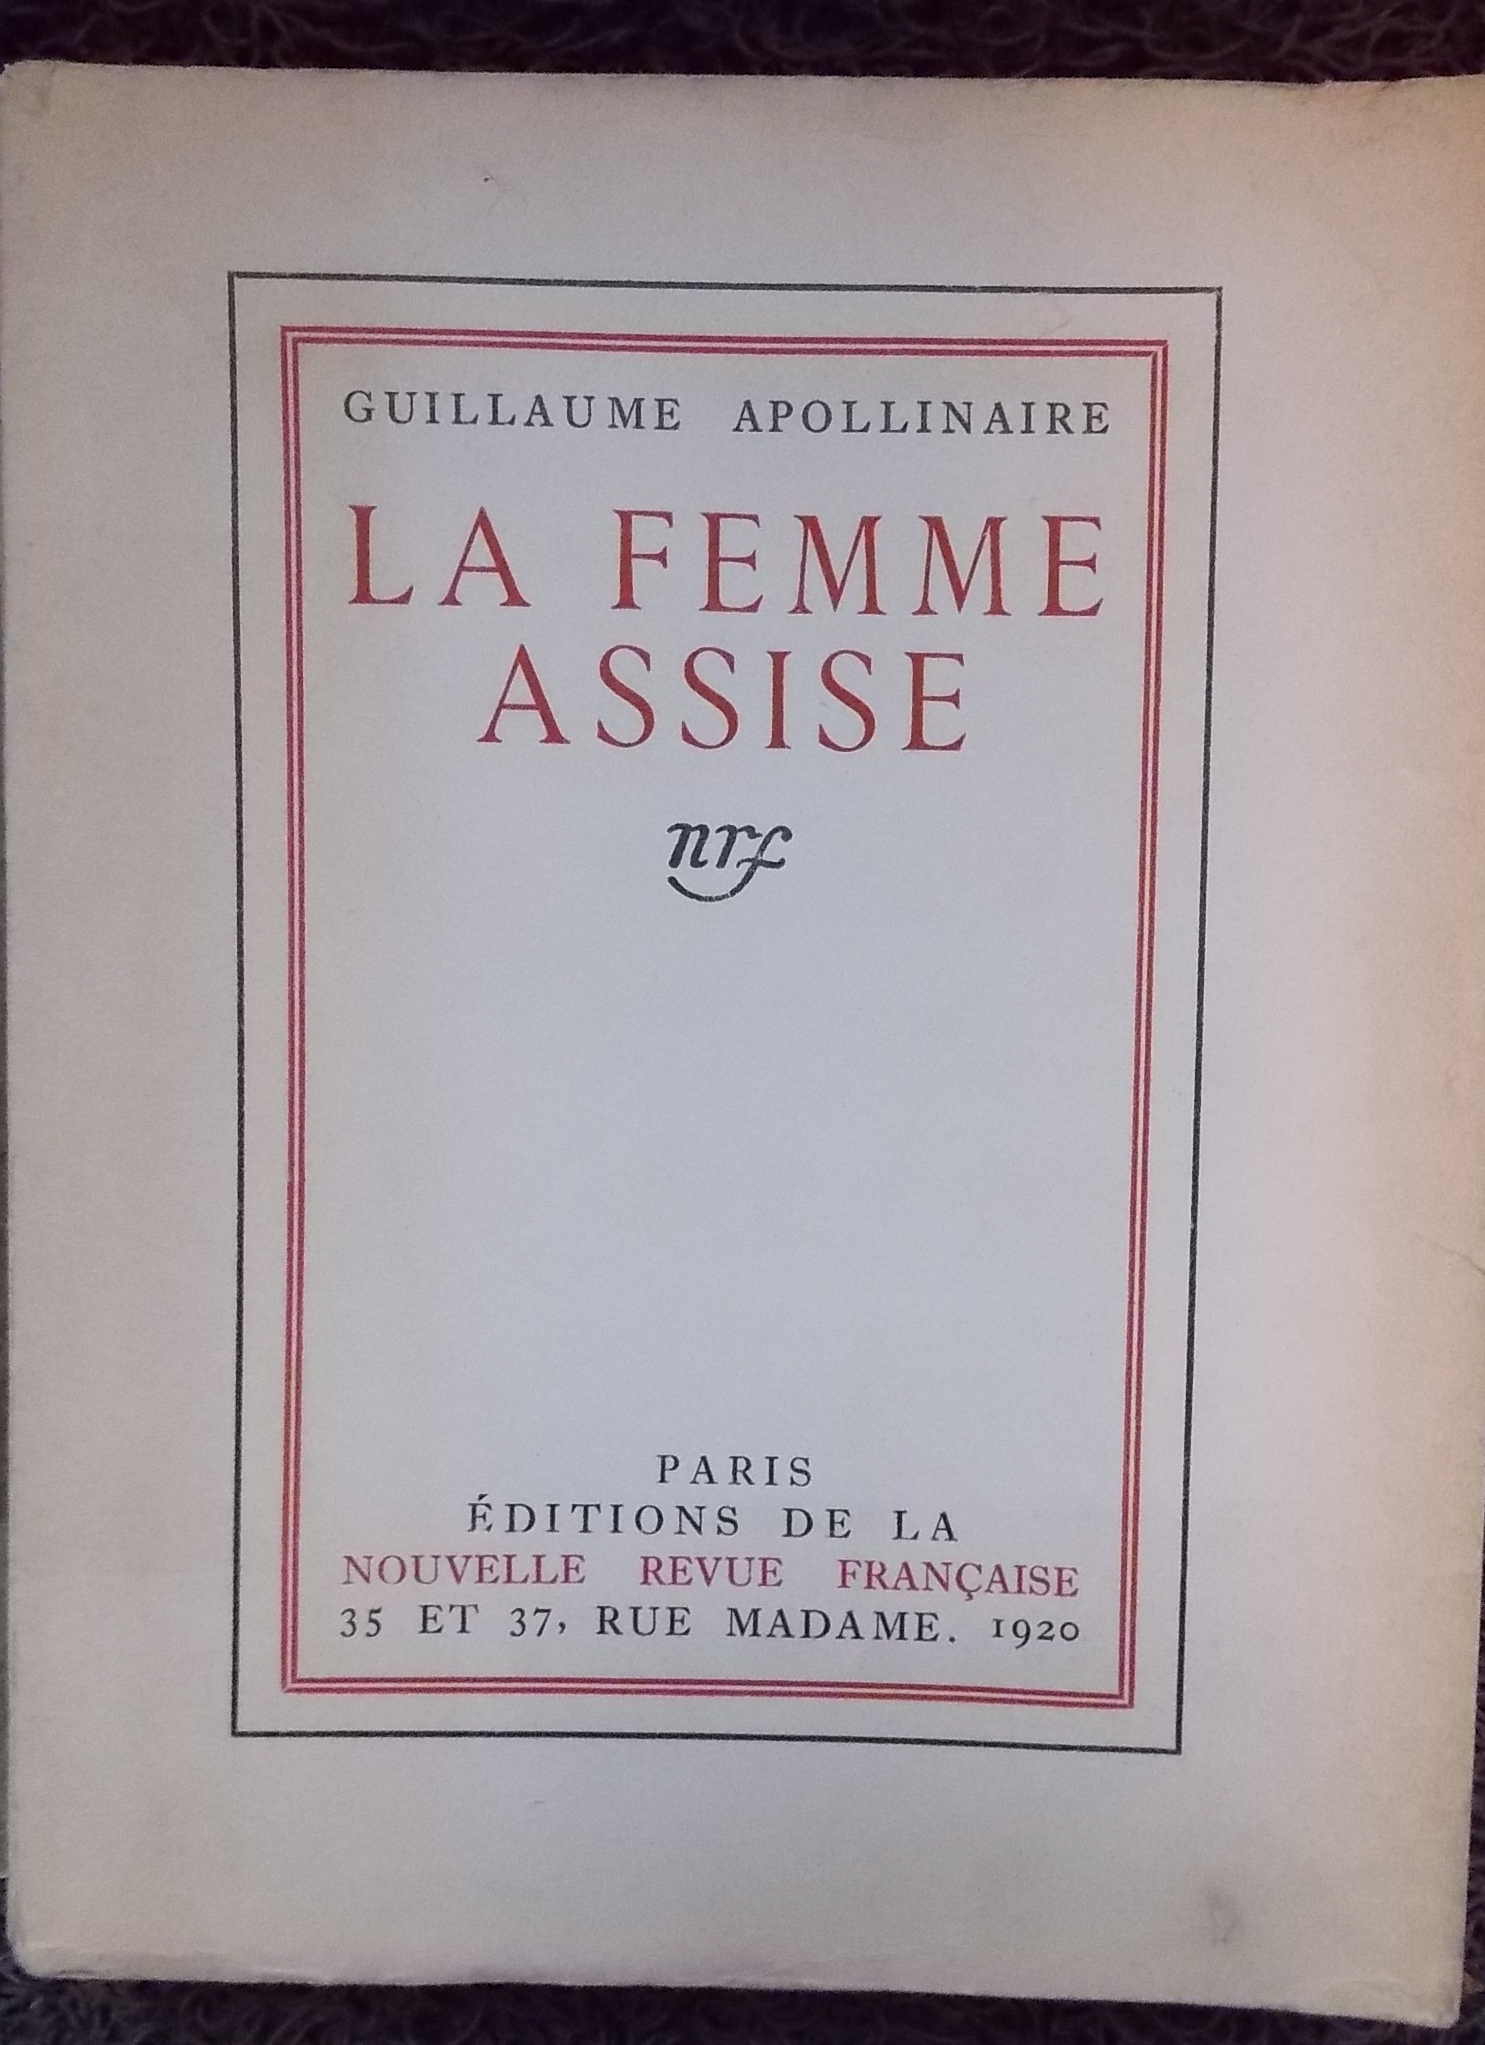 GUILLAUME APOLLINAIRE
LA FEMME
ASSISE
nrf
PARIS
ÉDITIONS DE LA
NOUVELLE REVUE FRANÇAISE
35 ET 37, RUE MADAME. 1920